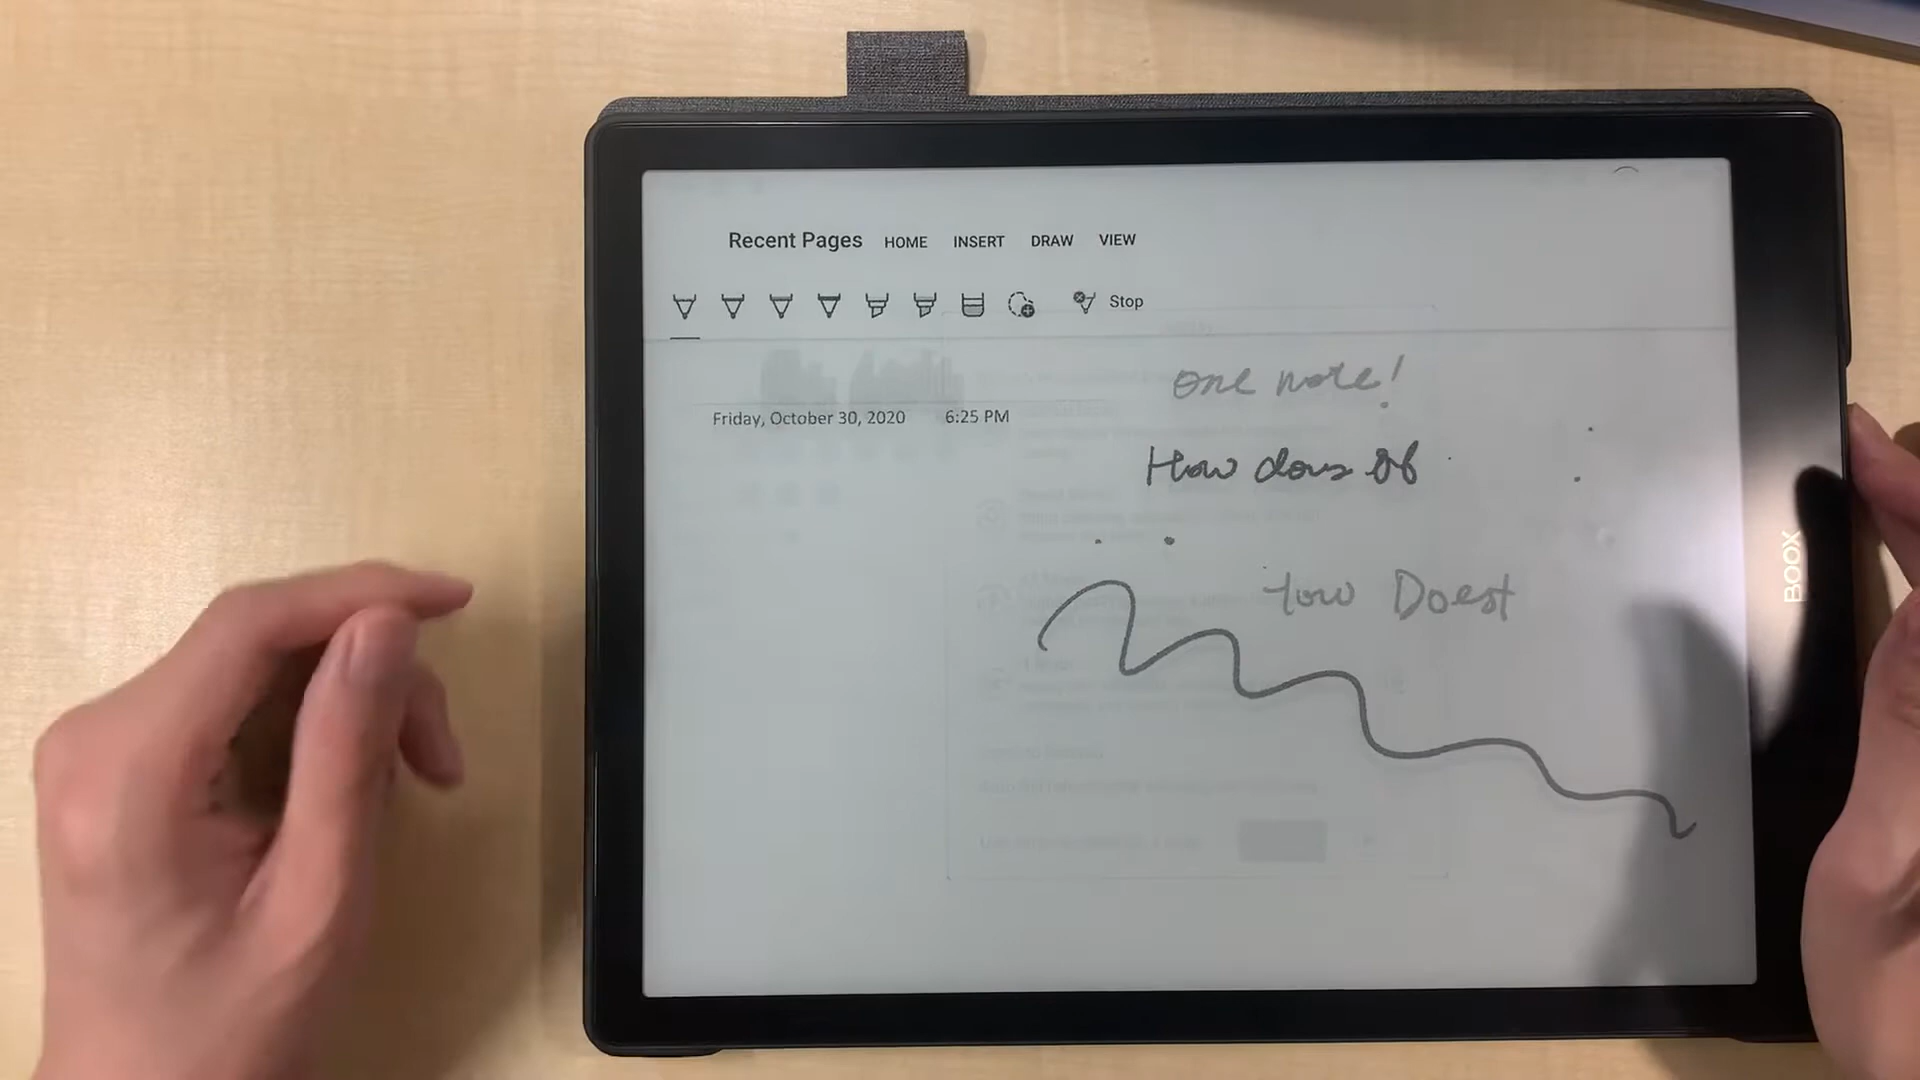 Recent Pages HOME INSERT DRAW VIEW
Stop
one note!
Friday, October 30, 2020 6:25 PM
How does
How Doest
BOOX